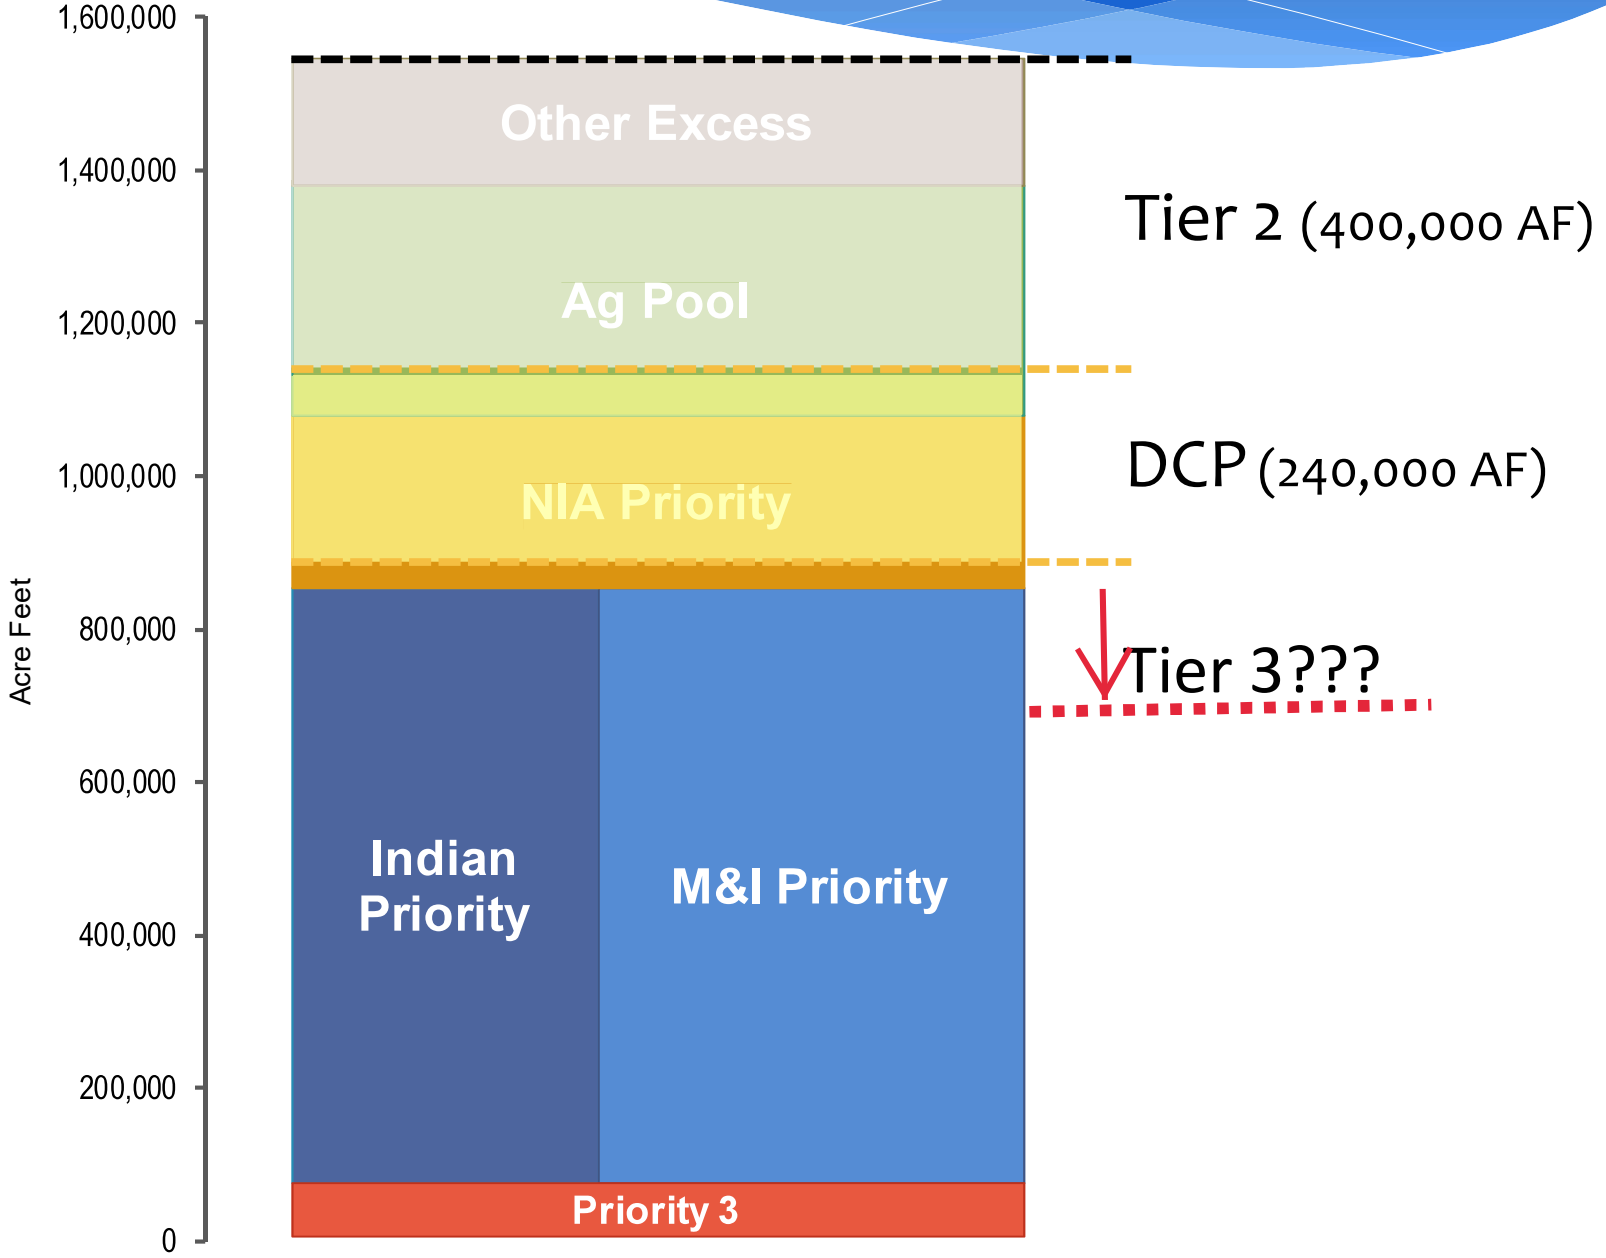 1,600,000
1,400,000
1,200,000
1,000,000
800,000
600,000
400,000
200,000
0
Acre Feet
Other Excess
Ag Pool
NIA Priority
Indian
Priority
M&I Priority
Priority 3
Tier 2 (400,000 AF)
DCP (240,000 AF)
Tier 3???